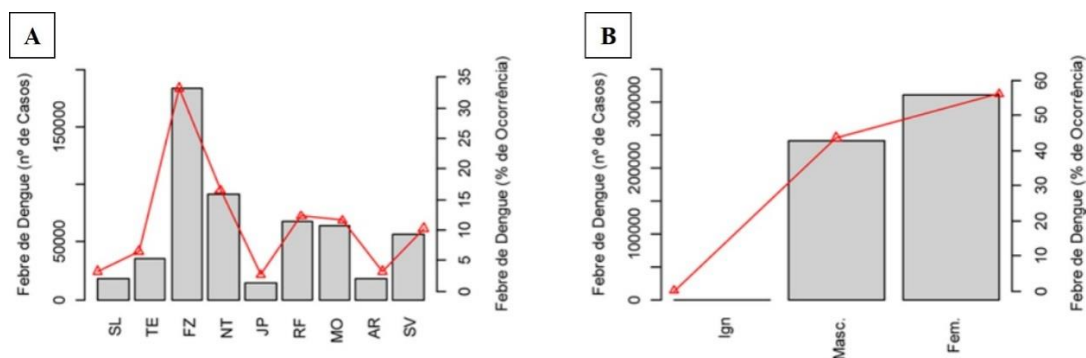 A
Febre de Dengue (nº de Casos)
150000
50000
0
SL
TE
FZ
NT
JP
RF
MO
AR
SV
35
30
25
20
15
10
5
0
Febre de Dengue (% de Ocorrência)
B
Febre de Dengue (nº de Casos)
300000
200000
100000
0
Ign
Masc.
Fem.
60
50
40
30
20
10
0
Febre de Dengue (% de Ocorrência)